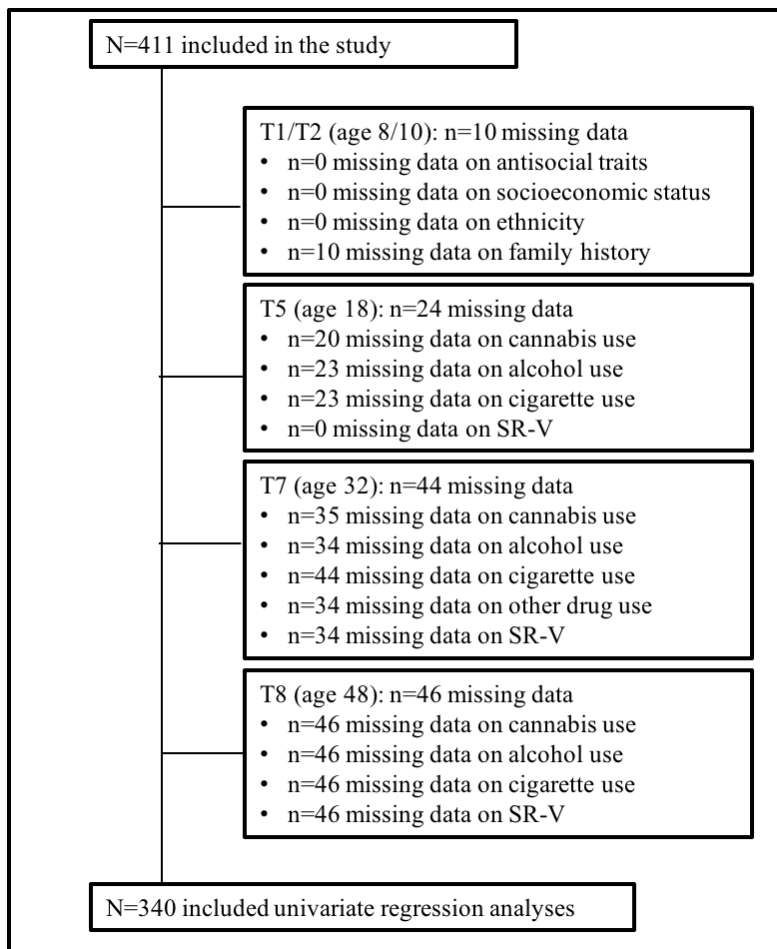 N=411 included in the study
T1/T2 (age 8/10): n=10 missing data
• n=0 missing data on antisocial traits
• n=0 missing data on socioeconomic status
• n=0 missing data on ethnicity
• n=10 missing data on family history
T5 (age 18): n=24 missing data
• n=20 missing data on cannabis use
• n=23 missing data on alcohol use
• n=23 missing data on cigarette use
• n=0 missing data on SR-V
T7 (age 32): n=44 missing data
• n=35 missing data on cannabis use
• n=34 missing data on alcohol use
• n=44 missing data on cigarette use
• n=34 missing data on other drug use
• n=34 missing data on SR-V
T8 (age 48): n=46 missing data
• n=46 missing data on cannabis use
• n=46 missing data on alcohol use
• n=46 missing data on cigarette use
• n=46 missing data on SR-V
N=340 included univariate regression analyses